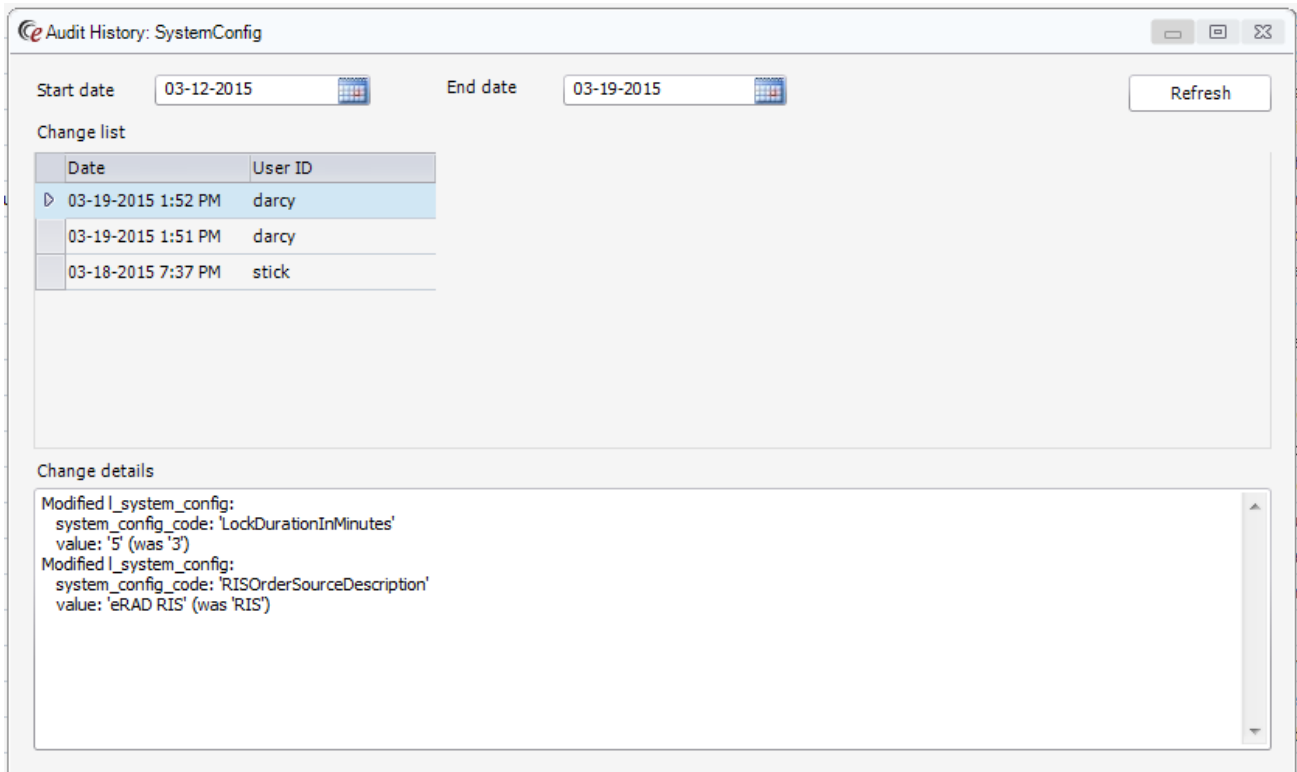 Audit History: SystemConfig
Start date 03-12-2015 End date 03-19-2015 Refresh
Change list
Date User ID
03-19-2015 1:52 PM darcy
03-19-2015 1:51 PM darcy
03-18-2015 7:37 PM stick
Change details
Modified l_system_config:
system_config_code: 'LockDurationInMinutes'
value: '5' (was '3')
Modified l_system_config:
system_config_code: 'RISOrderSourceDescription'
value: 'eRAD RIS' (was 'RIS')